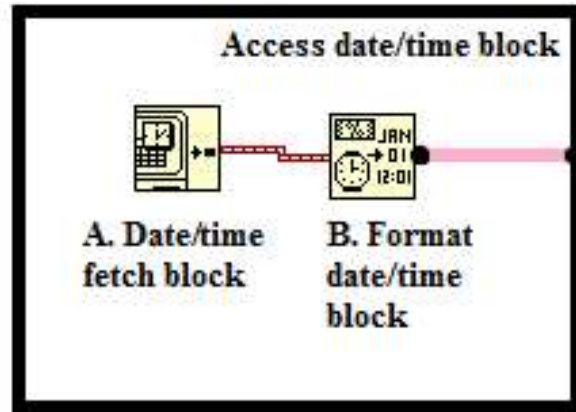 Access date/time block
JAN
01
12:01
A. Date/time
fetch block
B. Format
date/time
block